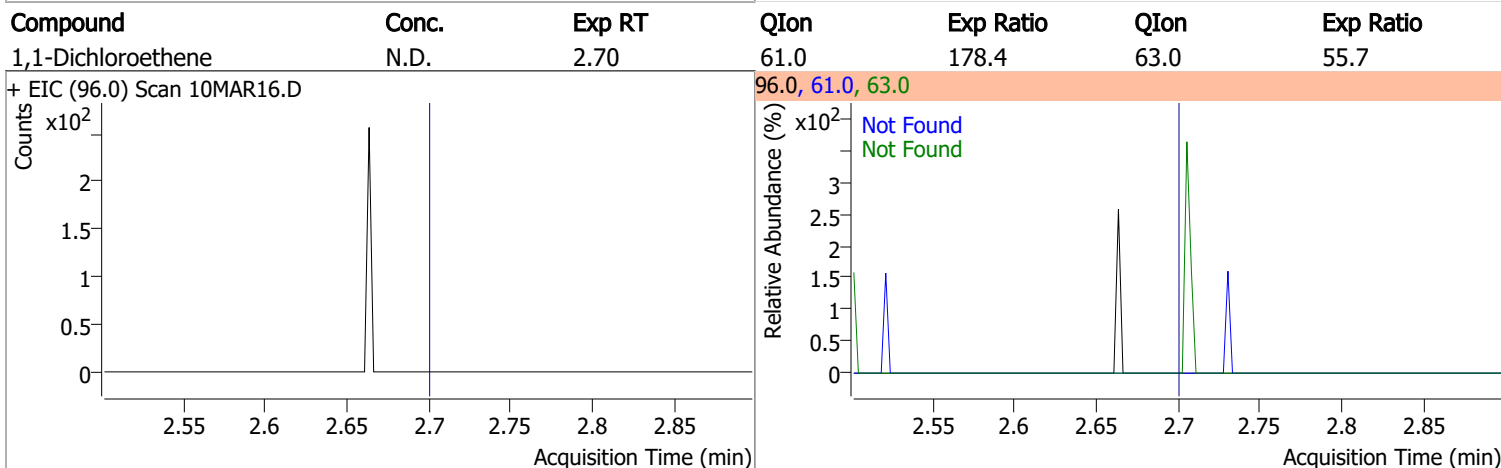 Compound Conc. Exp RT QIon Exp Ratio QIon Exp Ratio
1,1-Dichloroethene N.D. 2.70 61.0 178.4 63.0 55.7
+ EIC (96.0) Scan 10MAR16.D
Counts
x10²
2
1.5
1
0.5
0
2.55 2.6 2.65 2.7 2.75 2.8 2.85
Acquisition Time (min)
96.0, 61.0, 63.0
Relative Abundance (%)
x10²
Not Found
Not Found
3
2.5
2
1.5
1
0.5
0
2.55 2.6 2.65 2.7 2.75 2.8 2.85
Acquisition Time (min)